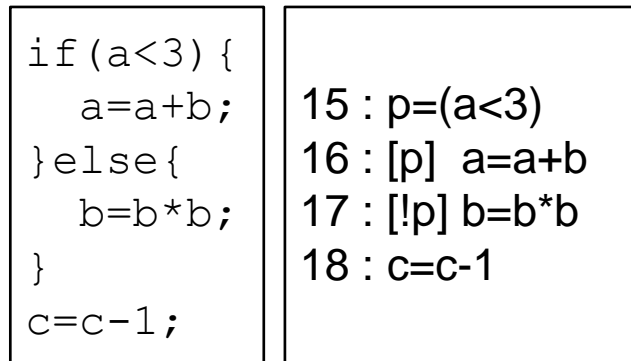 if(a<3){
  a=a+b;
}else{
  b=b*b;
}
c=c-1;
15 : p=(a<3)
16 : [p]  a=a+b
17 : [!p] b=b*b
18 : c=c-1